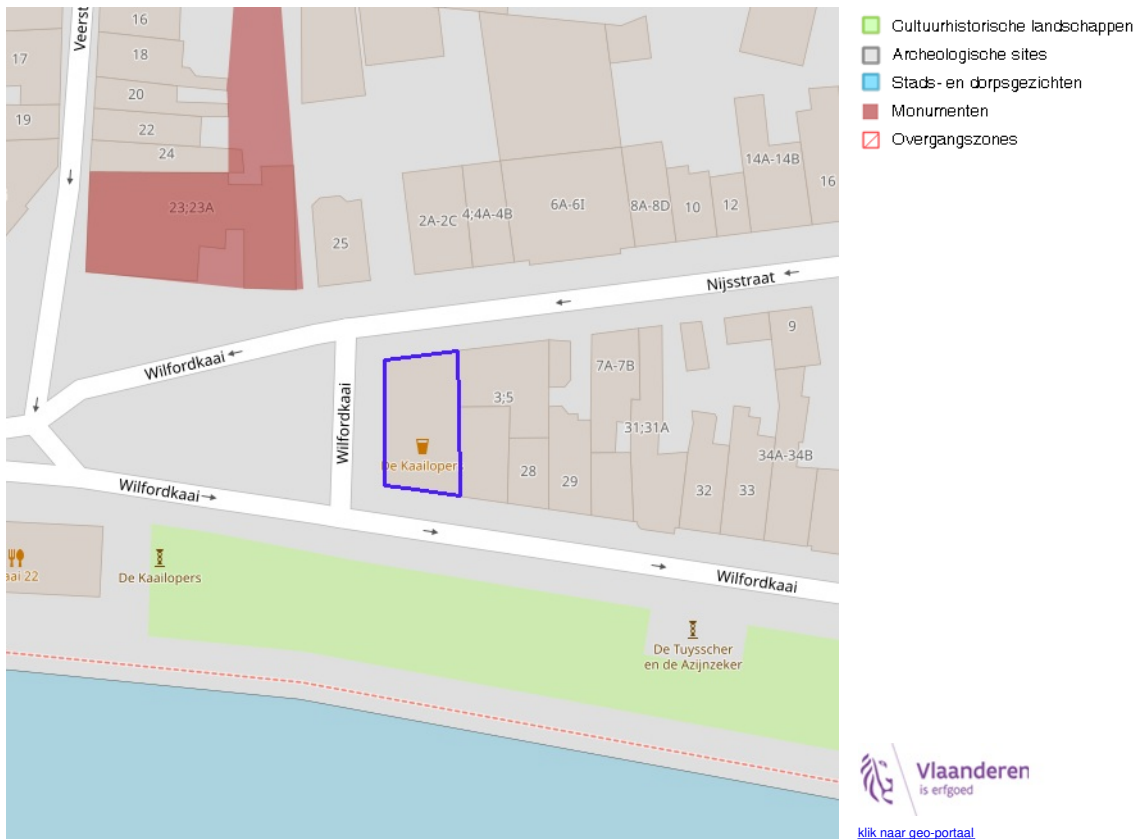 Veerst
16
17
18
20
19
22
24
23;23A
25
2A-2C
4;4A-4B
6A-6I
8A-8D
10
12
14A-14B
16
Nijsstraat
Wilfordkaai
Wilfordkaai
De Kaailopers
3;5
7A-7B
9
28
29
31;31A
32
33
34A-34B
Wilfordkaai
Wilfordkaai
aai 22
De Kaailopers
De Tuysscher
en de Azijnzeker
Cultuurhistorische landschappen
Archeologische sites
Stads- en dorpsgezichten
Monumenten
Overgangszones
Vlaanderen
is erfgoed
klik naar geo-portaal